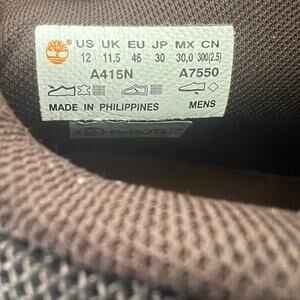 US UK EU JP MX CN
12 11.5 46 30 30,0 300(2.5)
A415N A7550
MADE IN PHILIPPINES MENS
ReBOTL